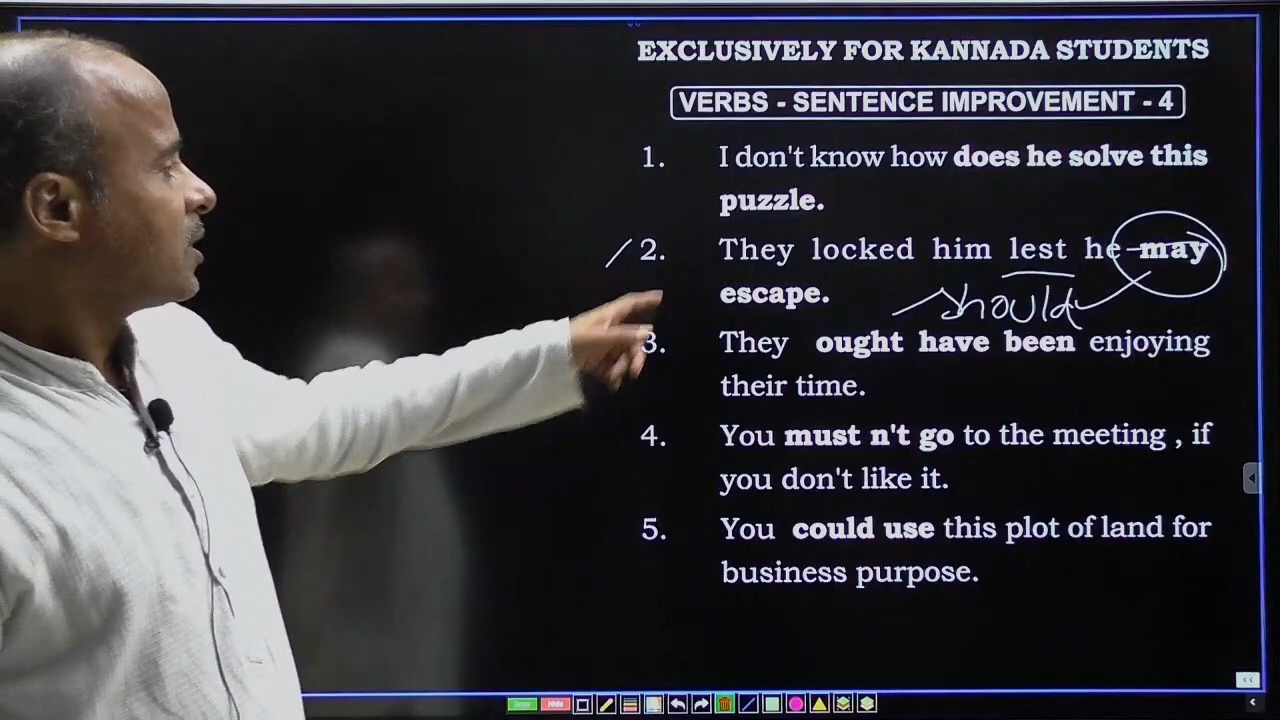 EXCLUSIVELY FOR KANNADA STUDENTS
VERBS - SENTENCE IMPROVEMENT - 4
1. I don't know how does he solve this
puzzle.
2. They locked him lest he may
escape.
should
3. They ought have been enjoying
their time.
4. You must n't go to the meeting , if
you don't like it.
5. You could use this plot of land for
business purpose.